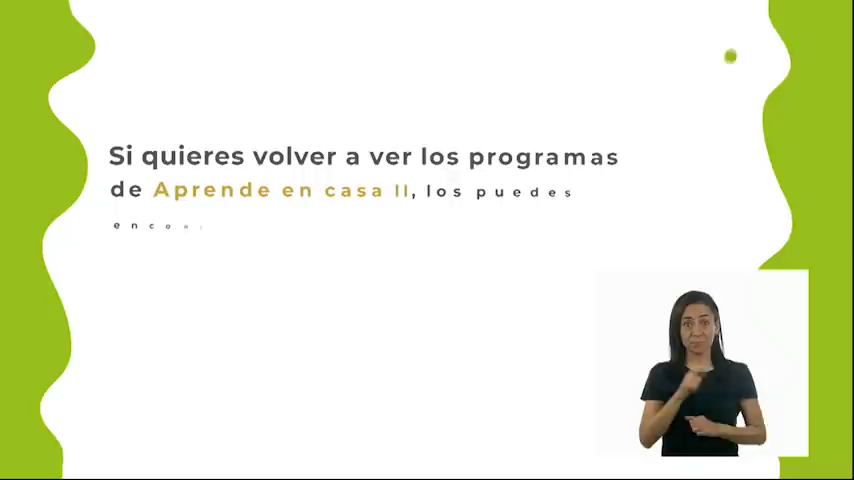 Si quieres volver a ver los programas
de Aprende en casa II, los puedes